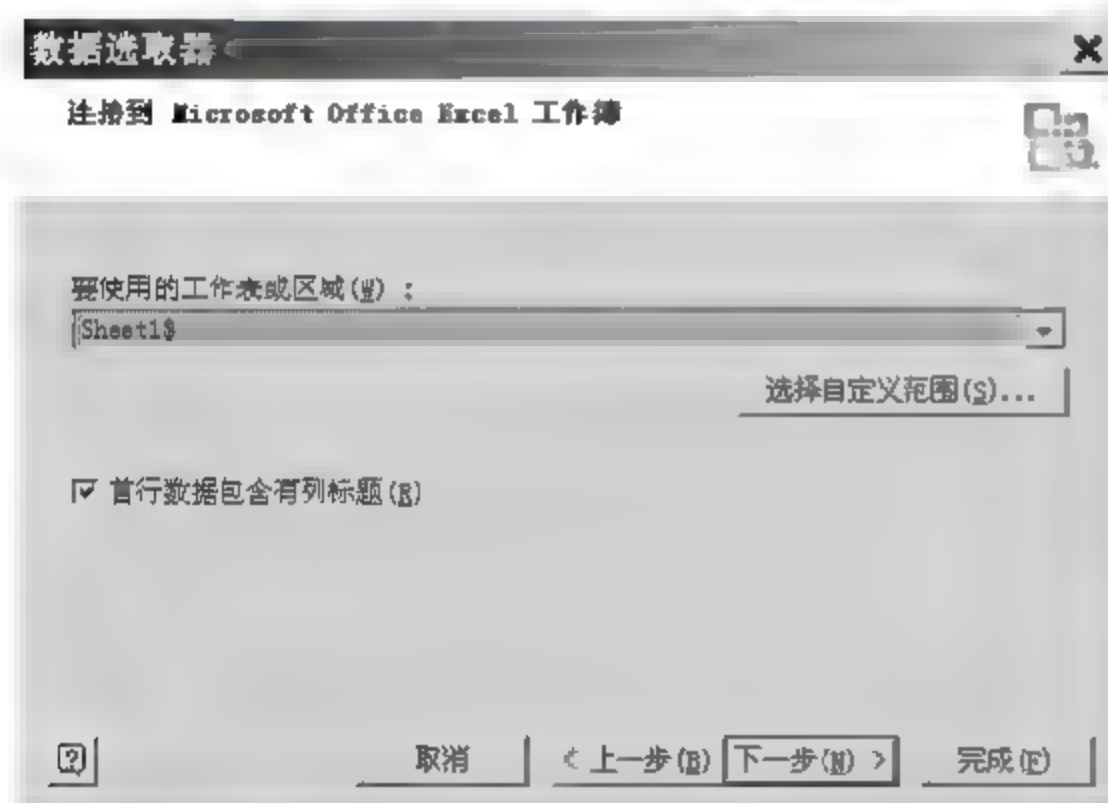 数据选取器
连接到 Microsoft Office Excel 工作簿
要使用的工作表或区域(W)：
Sheet1$
选择自定义范围(S)...
首行数据包含有列标题(R)
取消
< 上一步(B)
下一步(N) >
完成(F)